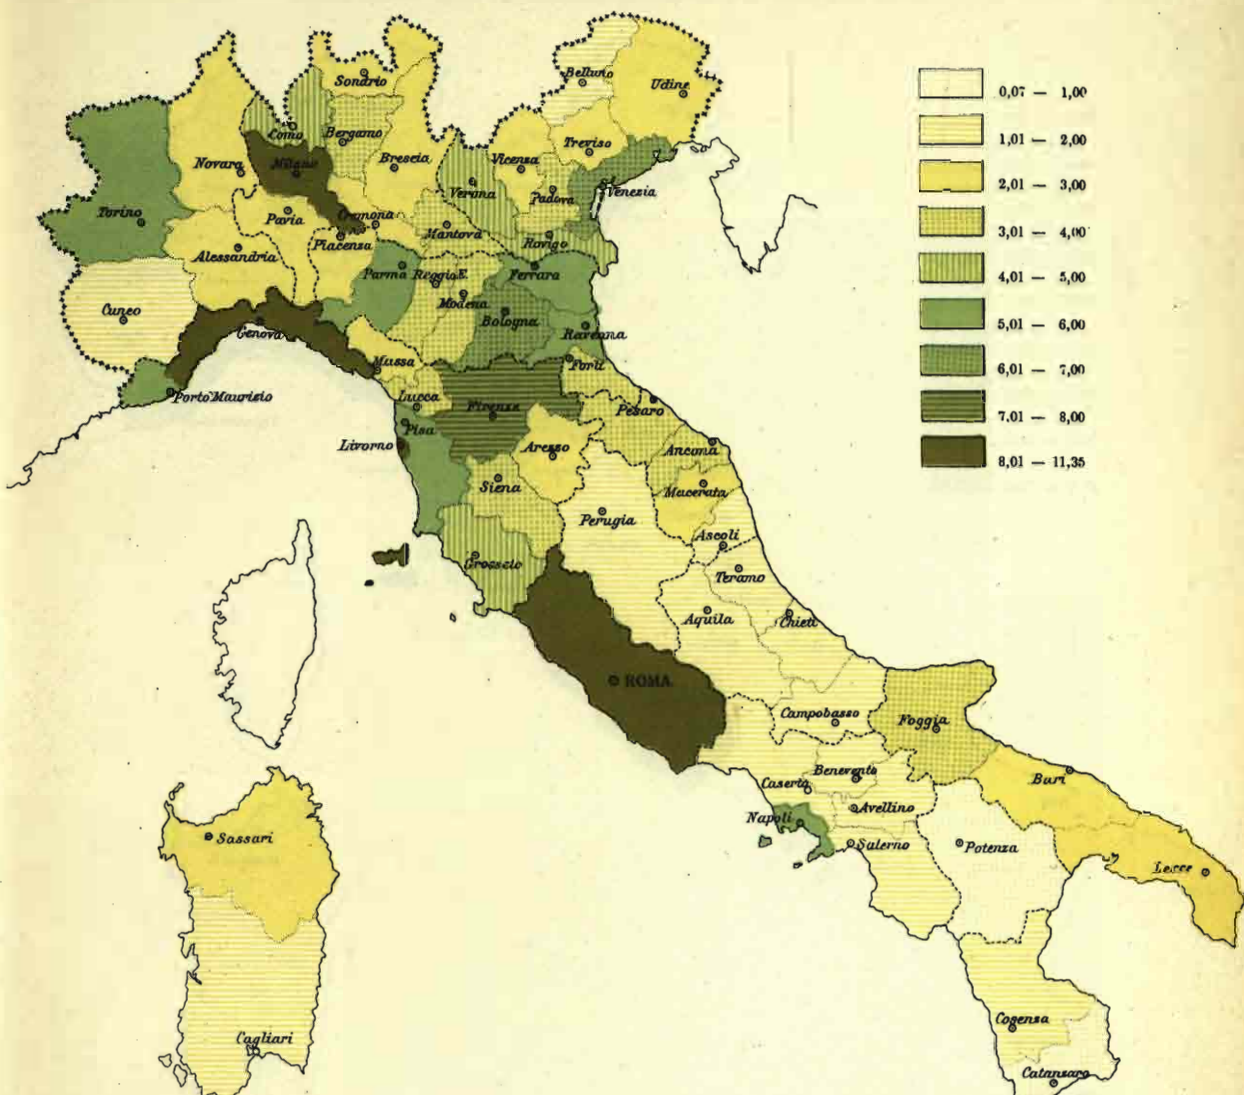 0,07 — 1,00
1,01 — 2,00
2,01 — 3,00
3,01 — 4,00
4,01 — 5,00
5,01 — 6,00
6,01 — 7,00
7,01 — 8,00
8,01 — 11,35
Sondrio
Belluno
Udine
Como
Bergamo
Treviso
Novara
Milano
Brescia
Vicenza
Verona
Padova
Venezia
Torino
Pavia
Cremona
Mantova
Piacenza
Rovigo
Alessandria
Parma
Reggio E.
Ferrara
Cuneo
Modena
Bologna
Genova
Ravenna
Massa
Forlì
Porto Maurizio
Lucca
Firenze
Pesaro
Pisa
Livorno
Arezzo
Ancona
Siena
Macerata
Perugia
Ascoli
Grosseto
Teramo
Aquila
Chieti
ROMA
Campobasso
Foggia
Benevento
Bari
Caserta
Avellino
Napoli
Salerno
Potenza
Lecce
Sassari
Cosenza
Cagliari
Catanzaro